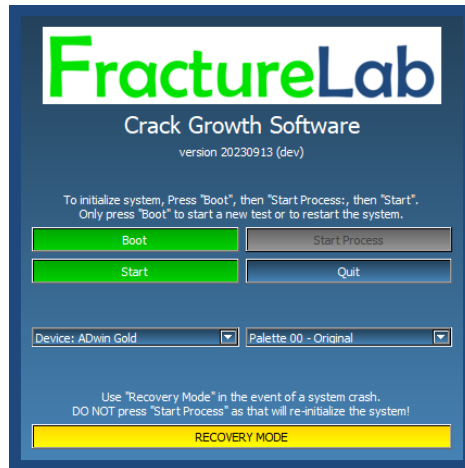 FractureLab
Crack Growth Software
version 20230913 (dev)
To initialize system, Press "Boot", then "Start Process:, then "Start".
Only press "Boot" to start a new test or to restart the system.
Boot
Start Process
Start
Quit
Device: ADwin Gold
Palette 00 - Original
Use "Recovery Mode" in the event of a system crash.
DO NOT press "Start Process" as that will re-initialize the system!
RECOVERY MODE